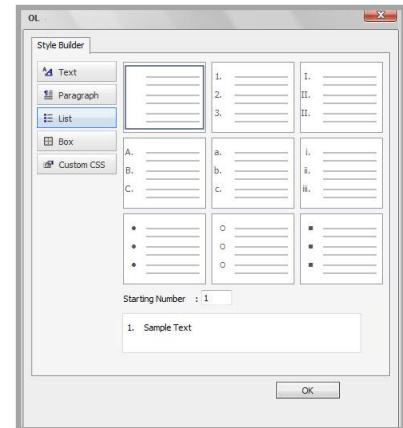 OL
Style Builder
Text
Paragraph
List
Box
Custom CSS
1.
2.
3.
I.
II.
II.
A.
B.
C.
a.
b.
c.
i.
ii.
iii.
Starting Number : 1
1. Sample Text
OK